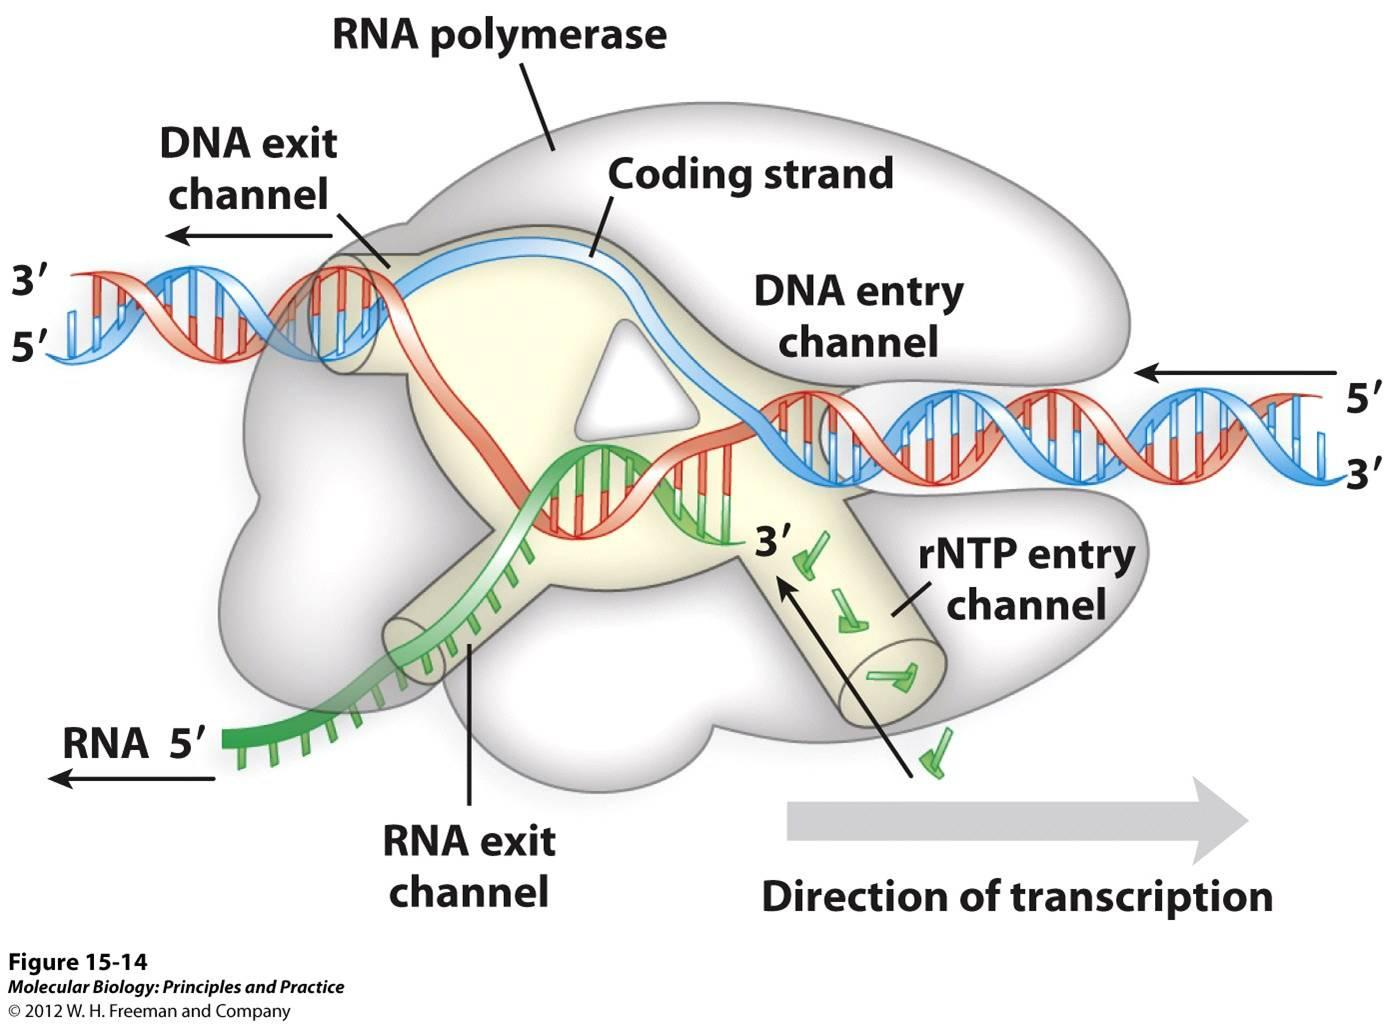 RNA polymerase
DNA exit
channel
Coding strand
3′
5′
DNA entry
channel
5′
3′
3′
rNTP entry
channel
RNA 5′
RNA exit
channel
Direction of transcription
Figure 15-14
Molecular Biology: Principles and Practice
© 2012 W. H. Freeman and Company